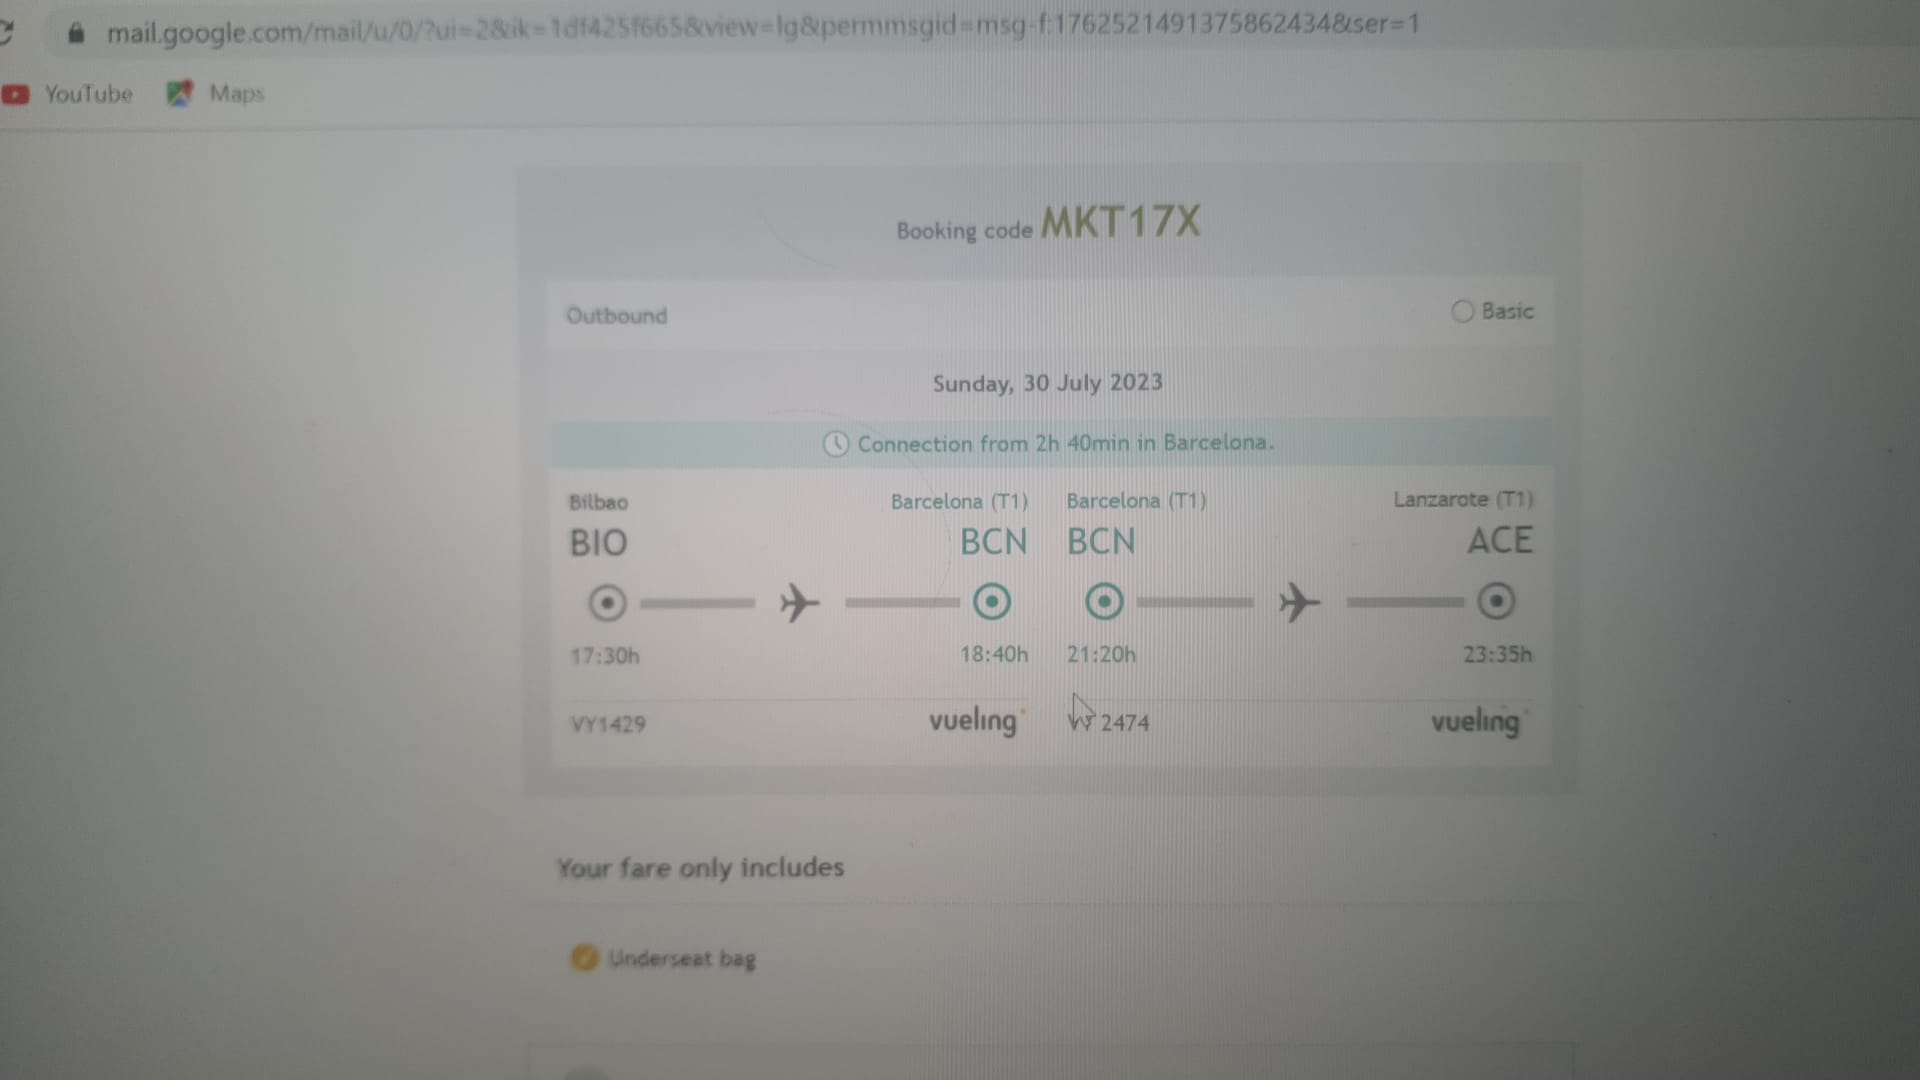 mail.google.com/mail/u/0/?ui=2&ik=1df425f665&view=lg&permmsgid=msg-f:1762521491375862434&ser=1
YouTube Maps
Booking code MKT17X
Outbound Basic
Sunday, 30 July 2023
Connection from 2h 40min in Barcelona.
Bilbao Barcelona (T1) Barcelona (T1) Lanzarote (T1)
BIO BCN BCN ACE
17:30h 18:40h 21:20h 23:35h
VY1429 vueling 2474 vueling
Your fare only includes
Underseat bag